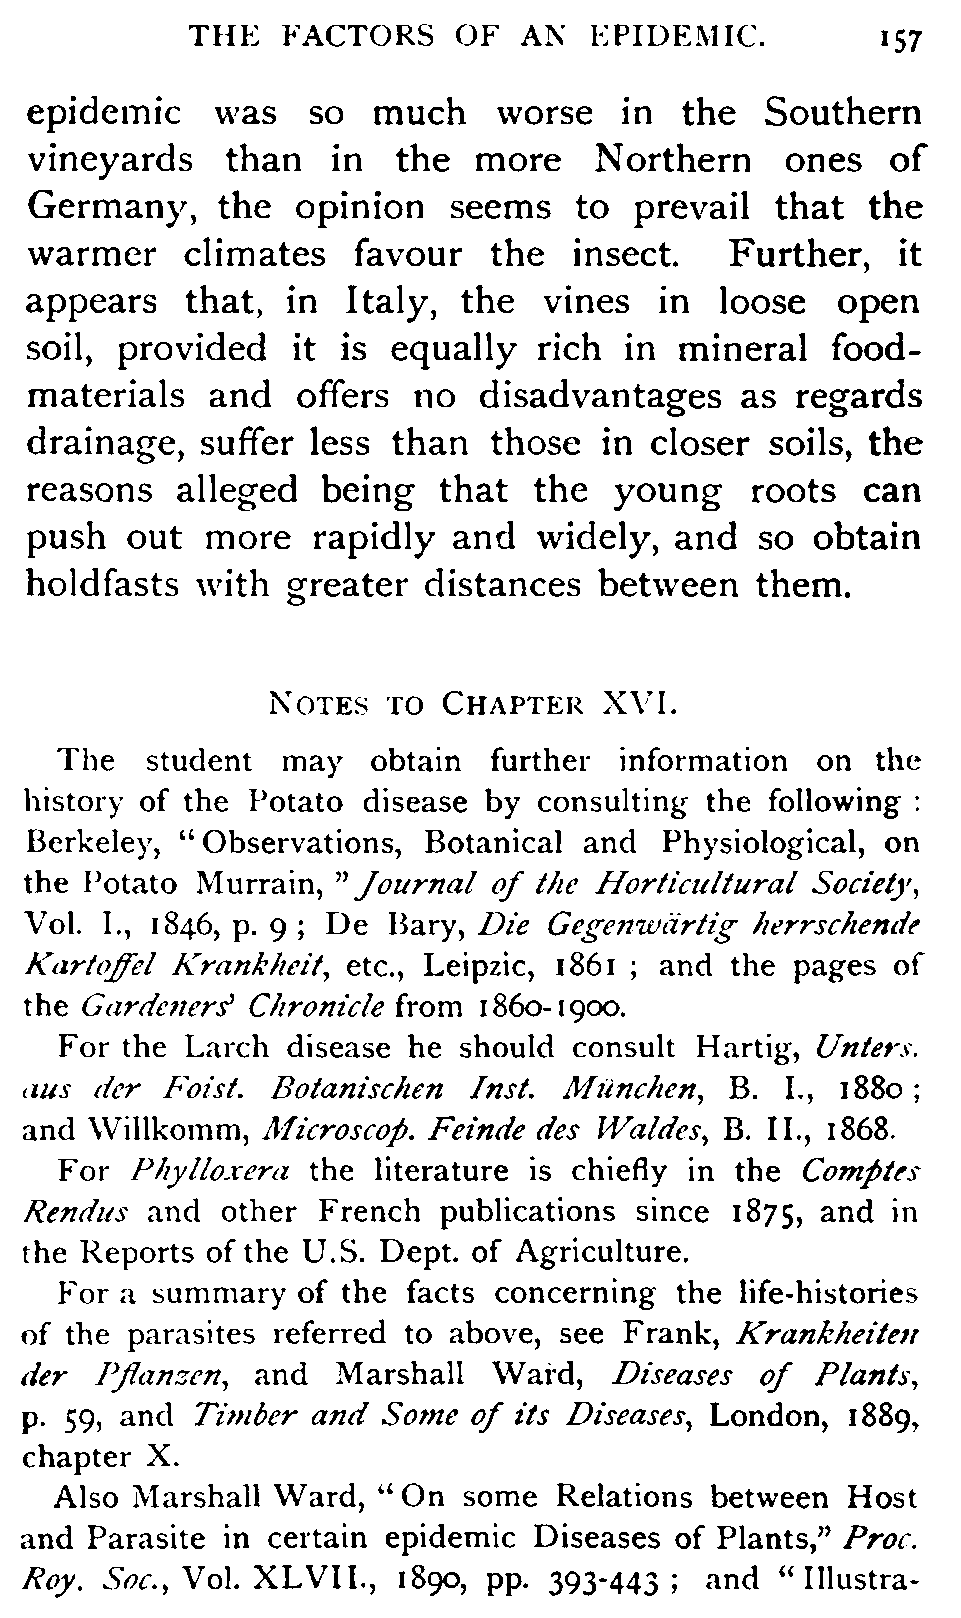 THE FACTORS OF AN EPIDEMIC. 157
epidemic was so much worse in the Southern
vineyards than in the more Northern ones of
Germany, the opinion seems to prevail that the
warmer climates favour the insect. Further, it
appears that, in Italy, the vines in loose open
soil, provided it is equally rich in mineral food-
materials and offers no disadvantages as regards
drainage, suffer less than those in closer soils, the
reasons alleged being that the young roots can
push out more rapidly and widely, and so obtain
holdfasts with greater distances between them.
NOTES TO CHAPTER XVI.
The student may obtain further information on the
history of the Potato disease by consulting the following :
Berkeley, “Observations, Botanical and Physiological, on
the Potato Murrain,” Journal of the Horticultural Society,
Vol. I., 1846, p. 9 ; De Bary, Die Gegenwärtig herrschende
Kartoffel Krankheit, etc., Leipzic, 1861 ; and the pages of
the Gardeners' Chronicle from 1860-1900.
For the Larch disease he should consult Hartig, Unters.
aus der Foist. Botanischen Inst. München, B. I., 1880 ;
and Willkomm, Microscop. Feinde des Waldes, B. II., 1868.
For Phylloxera the literature is chiefly in the Comptes
Rendus and other French publications since 1875, and in
the Reports of the U.S. Dept. of Agriculture.
For a summary of the facts concerning the life-histories
of the parasites referred to above, see Frank, Krankheiten
der Pflanzen, and Marshall Ward, Diseases of Plants,
p. 59, and Timber and Some of its Diseases, London, 1889,
chapter X.
Also Marshall Ward, “On some Relations between Host
and Parasite in certain epidemic Diseases of Plants,” Proc.
Roy. Soc., Vol. XLVII., 1890, pp. 393-443 ; and “Illustra-